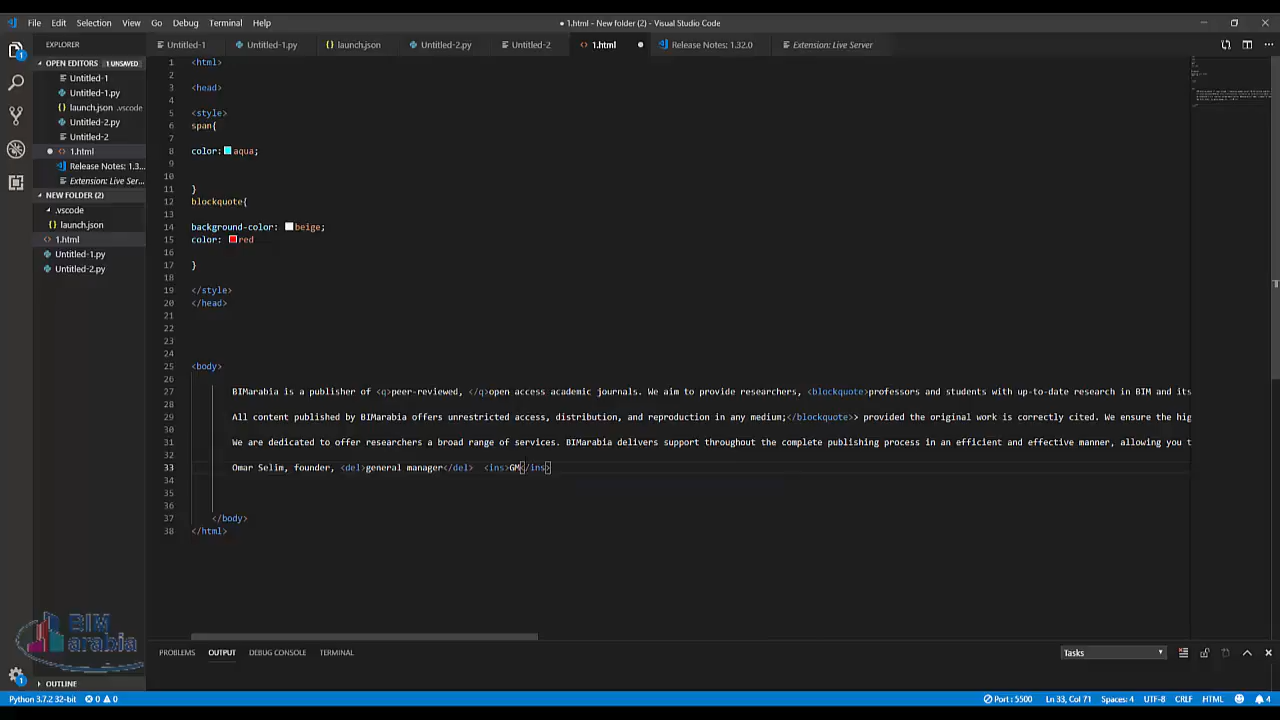 File Edit Selection View Go Debug Terminal Help
● 1.html - New folder (2) - Visual Studio Code
EXPLORER
Untitled-1 Untitled-1.py launch.json Untitled-2.py Untitled-2 1.html Release Notes: 1.32.0 Extension: Live Server
OPEN EDITORS 1 UNSAVED
Untitled-1
Untitled-1.py
launch.json .vscode
Untitled-2.py
Untitled-2
1.html
Release Notes: 1.3...
Extension: Live Ser...
NEW FOLDER (2)
.vscode
launch.json
1.html
Untitled-1.py
Untitled-2.py
1 <html>
2
3 <head>
4
5 <style>
6 span{
7
8 color: aqua;
9
10
11 }
12 blockquote{
13
14 background-color: beige;
15 color: red
16
17 }
18
19 </style>
20 </head>
21
22
23
24
25 <body>
26
27 BIMarabia is a publisher of <q>peer-reviewed, </q>open access academic journals. We aim to provide researchers, <blockquote>professors and students with up-to-date research in BIM and its
28
29 All content published by BIMarabia offers unrestricted access, distribution, and reproduction in any medium;</blockquote>> provided the original work is correctly cited. We ensure the hig
30
31 We are dedicated to offer researchers a broad range of services. BIMarabia delivers support throughout the complete publishing process in an efficient and effective manner, allowing you t
32
33 Omar Selim, founder, <del>general manager</del> <ins>GM</ins>
34
35
36
37 </body>
38 </html>
BIM
arabia
PROBLEMS OUTPUT DEBUG CONSOLE TERMINAL
Tasks
OUTLINE
Python 3.7.2 32-bit 0 0
Port : 5500 Ln 33, Col 71 Spaces: 4 UTF-8 CRLF HTML 4